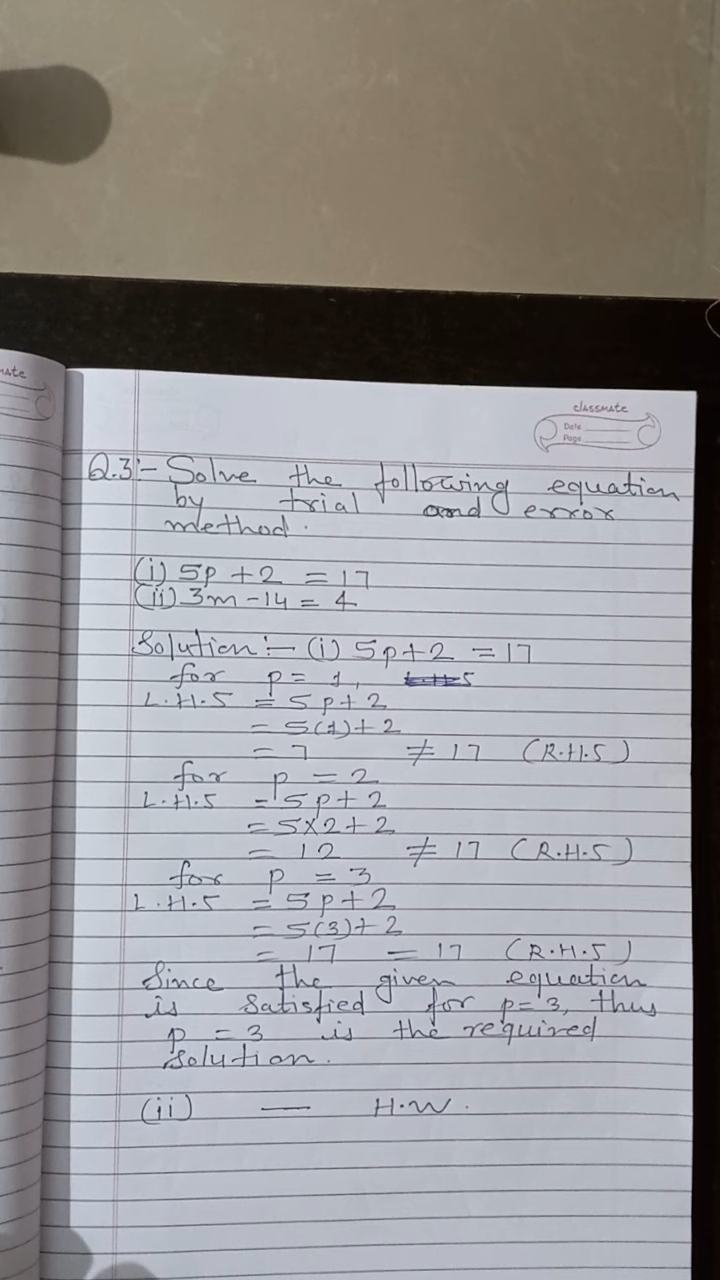 mate
classmate
Date
Page
Q.3:- Solve the following equation
by trial and error
method.
(i) 5p + 2 = 17
(ii) 3m - 14 = 4
Solution:- (i) 5p + 2 = 17
for p = 1,
L.H.S = 5p + 2
= 5(1) + 2
= 7 ≠ 17 (R.H.S)
for p = 2
L.H.S = 5p + 2
= 5×2 + 2
= 12 ≠ 17 (R.H.S)
for p = 3
L.H.S = 5p + 2
= 5(3) + 2
= 17 = 17 (R.H.S)
Since the given equation
is satisfied for p = 3, thus
p = 3 is the required
solution.
(ii) — H.W.